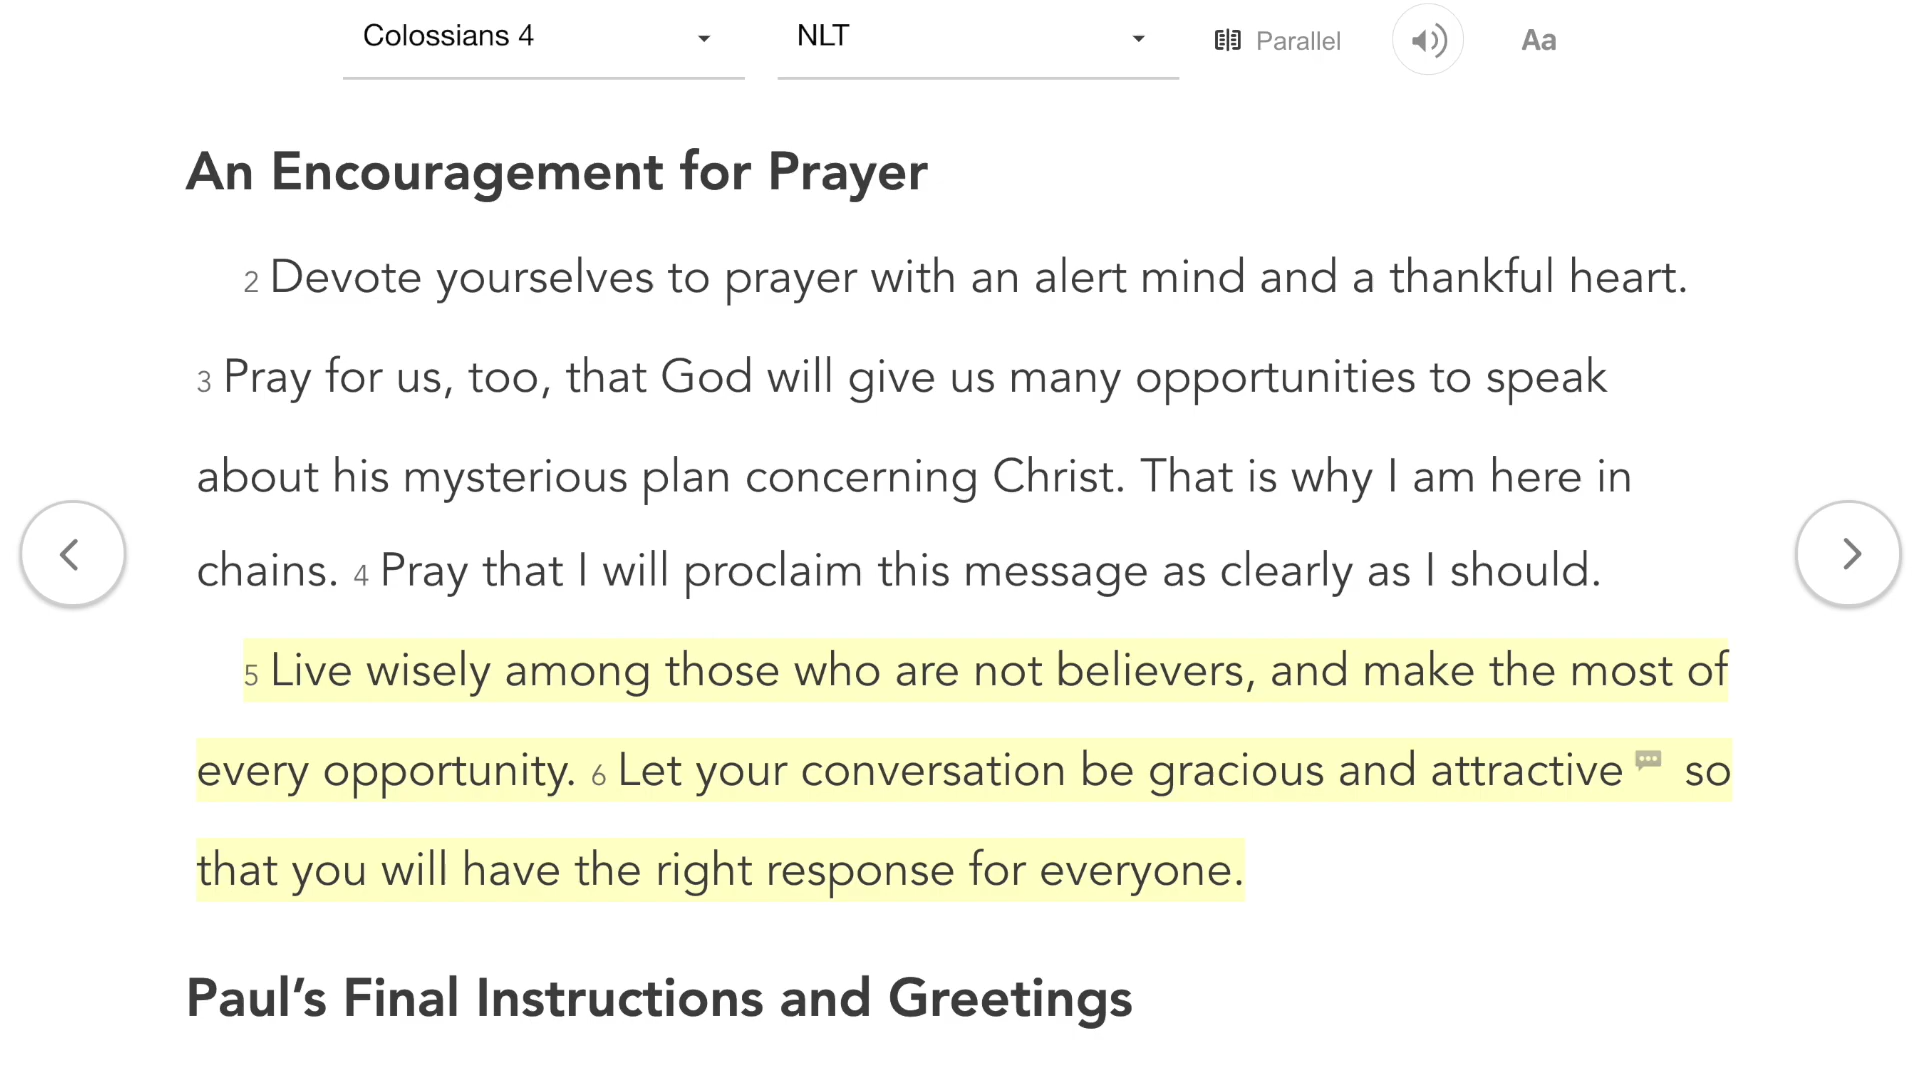 Colossians 4 NLT Parallel Aa
An Encouragement for Prayer
2 Devote yourselves to prayer with an alert mind and a thankful heart.
3 Pray for us, too, that God will give us many opportunities to speak
about his mysterious plan concerning Christ. That is why I am here in
chains. 4 Pray that I will proclaim this message as clearly as I should.
5 Live wisely among those who are not believers, and make the most of
every opportunity. 6 Let your conversation be gracious and attractive so
that you will have the right response for everyone.
Paul’s Final Instructions and Greetings